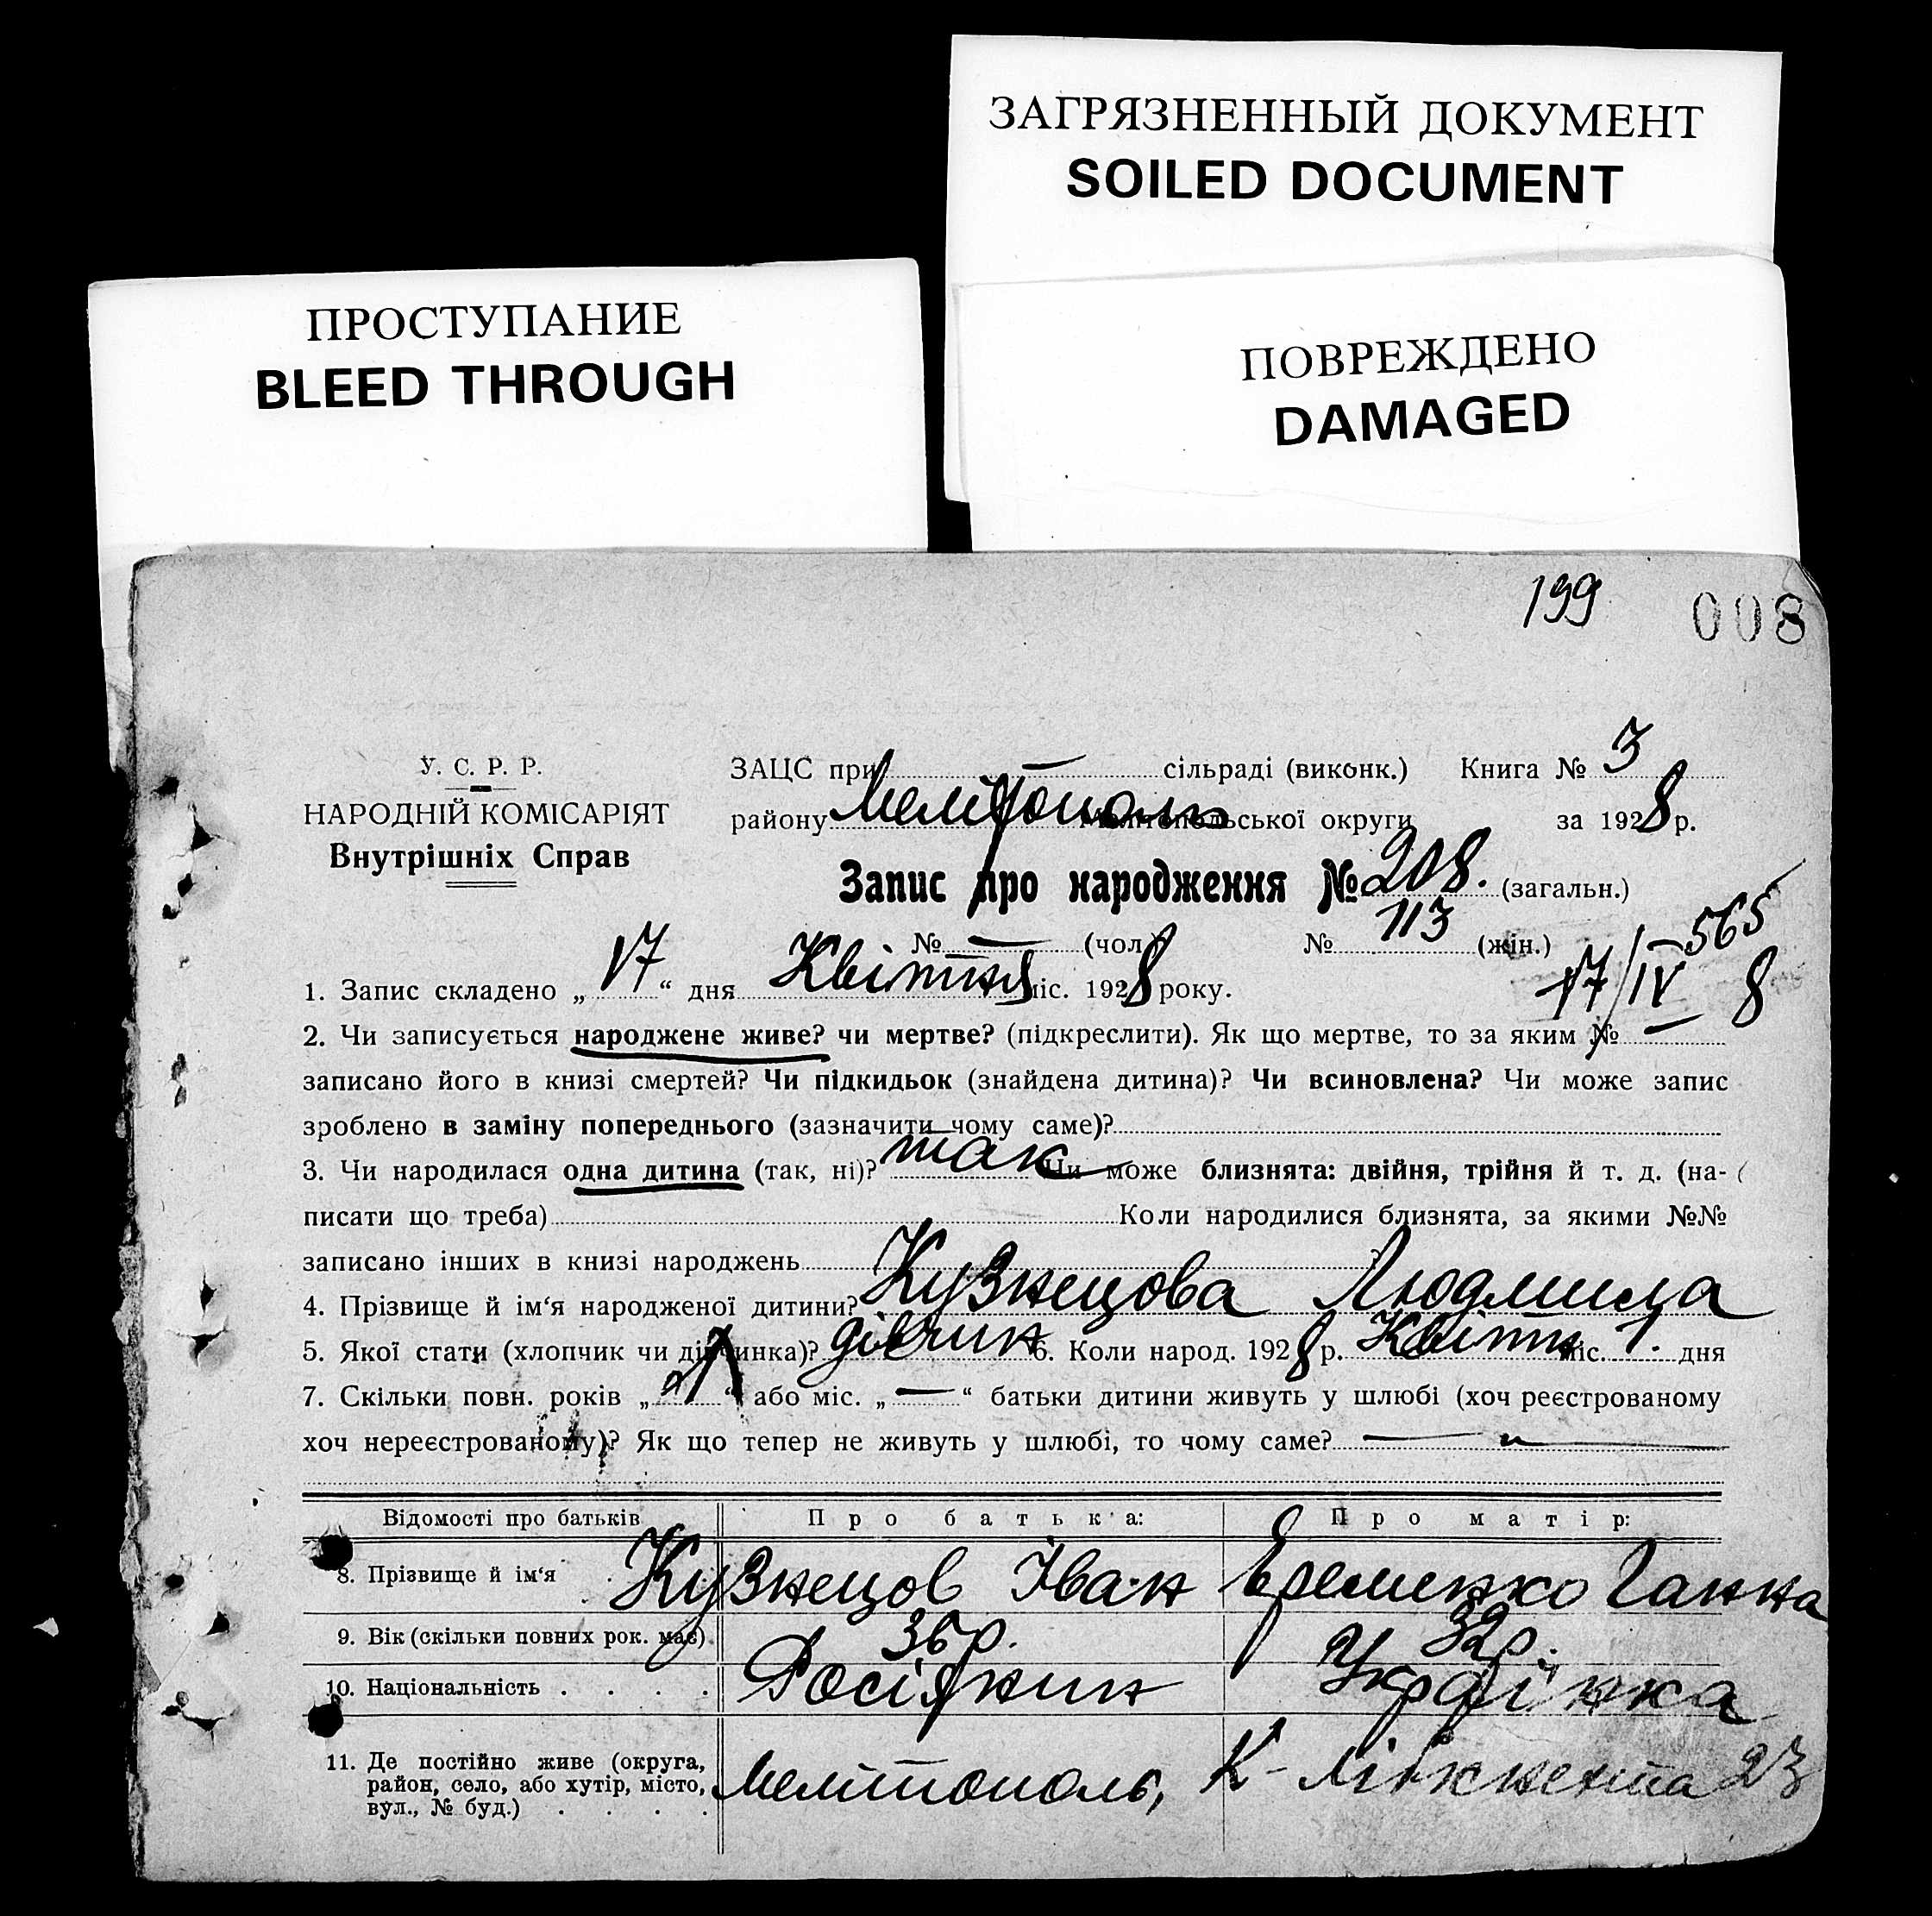 ЗАГРЯЗНЕННЫЙ ДОКУМЕНТ
SOILED DOCUMENT
ПРОСТУПАНИЕ
BLEED THROUGH
ПОВРЕЖДЕНО
DAMAGED
199 008
У. С. Р. Р.
НАРОДНІЙ КОМІСАРІЯТ
Внутрішніх Справ
ЗАЦС при — сільраді (виконк.) Книга № 3
району Мелітополь Мелітопольської округи за 1928 р.
Запис про народження № 208. (загальн.)
№ — (чол.) № 113 (жін.) 565
1. Запис складено „17“ дня Квітня міс. 1928 року. 17/IV 8
2. Чи записується народжене живе? чи мертве? (підкреслити). Як що мертве, то за яким № —
записано його в книзі смертей? Чи підкидьок (знайдена дитина)? Чи всиновлена? Чи може запис
зроблено в заміну попереднього (зазначити чому саме)?
3. Чи народилася одна дитина (так, ні)? так Чи може близнята: двійня, трійня й т. д. (на-
писати що треба) Коли народилися близнята, за якими №№
записано інших в книзі народжень
4. Прізвище й ім‘я народженої дитини? Кузнецова Людмила
5. Якої стати (хлопчик чи дівчинка)? дівчин 6. Коли народ. 1928 р. Квітн міс. 1. дня
7. Скільки повн. років „ “ або міс. „—“ батьки дитини живуть у шлюбі (хоч реєстрованому
хоч нереєстрованому)? Як що тепер не живуть у шлюбі, то чому саме? — „ —
Відомості про батьків Про батька: Про матір:
8. Прізвище й ім‘я Кузнецов Іван Еременко Ганна
9. Вік (скільки повних рок. має) 36 р. 32 р.
10. Національність Росіянин Українка
11. Де постійно живе (округа,
район, село, або хутір, місто,
вул., № буд.) Мелітополь, К-Лібкнехта 23